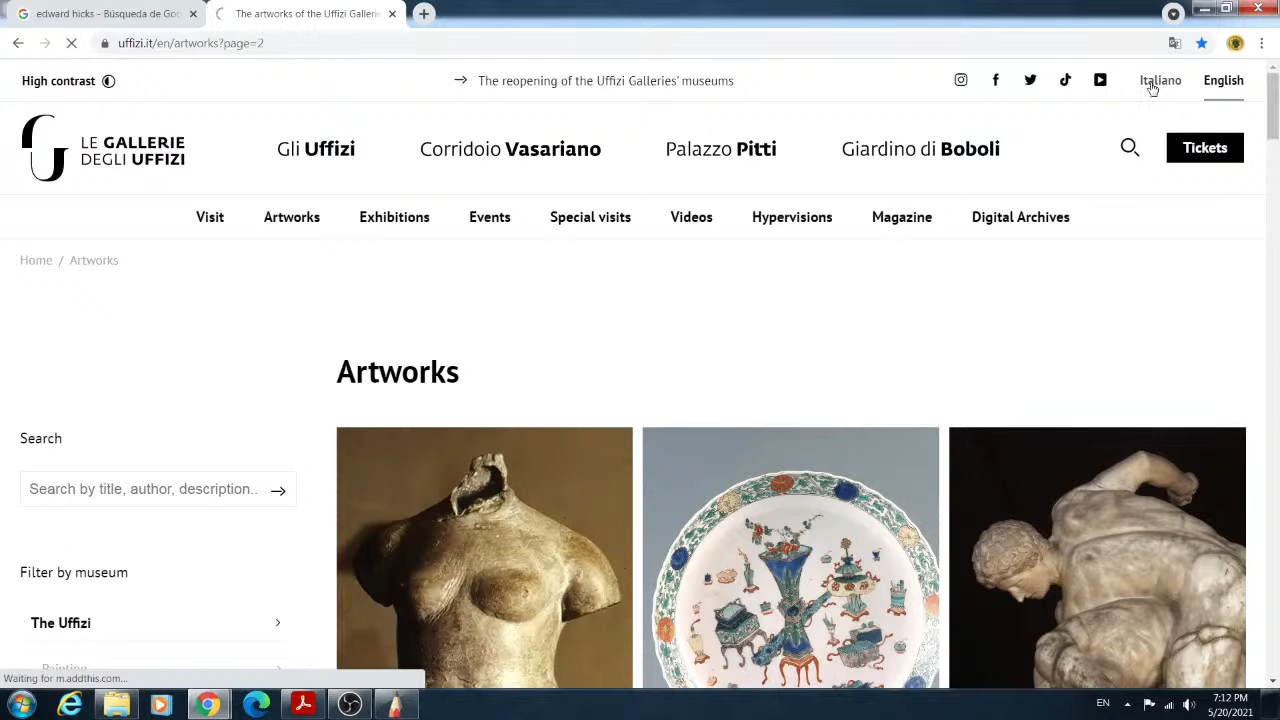 edward hicks - Búsqueda de Goo
The artworks of the Uffizi Gallerie
uffizi.it/en/artworks?page=2
High contrast
The reopening of the Uffizi Galleries' museums
Italiano
English
LE GALLERIE
DEGLI UFFIZI
Gli Uffizi
Corridoio Vasariano
Palazzo Pitti
Giardino di Boboli
Tickets
Visit
Artworks
Exhibitions
Events
Special visits
Videos
Hypervisions
Magazine
Digital Archives
Home / Artworks
Artworks
Search
Search by title, author, description..
Filter by museum
The Uffizi
Painting
Waiting for m.addthis.com...
EN
7:12 PM
5/20/2021